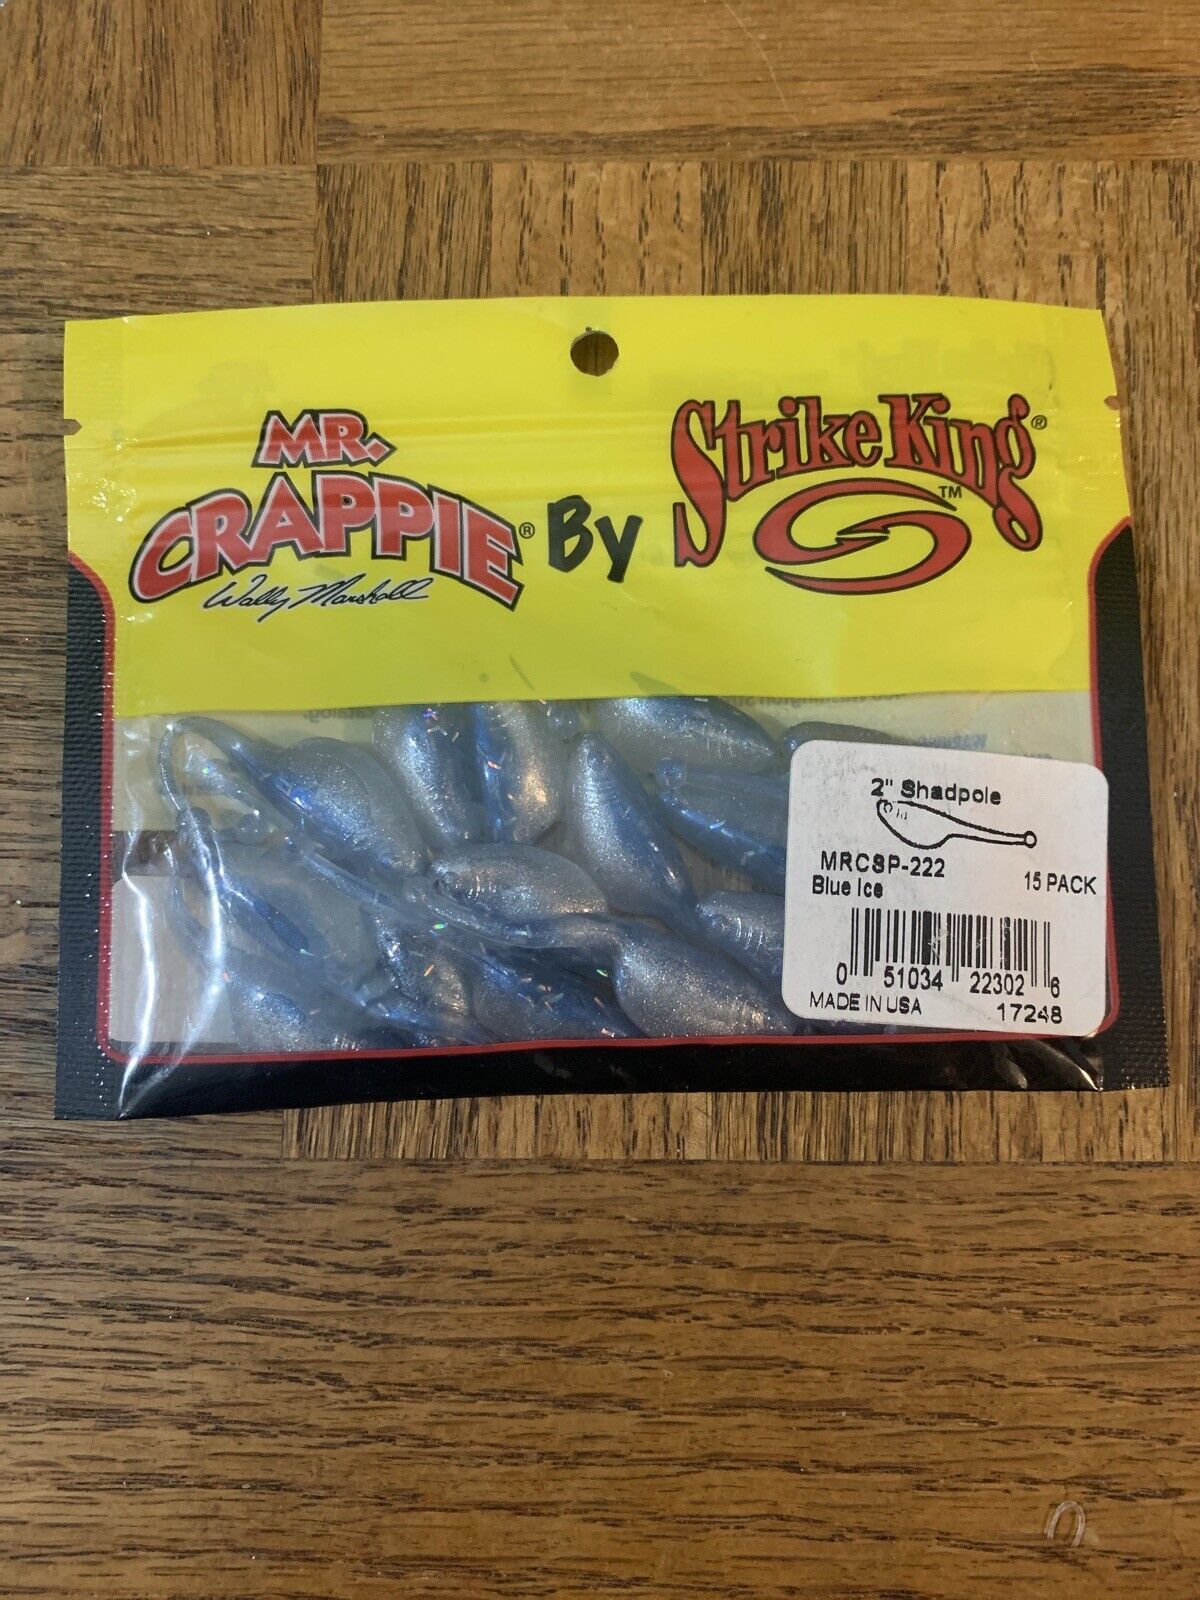 MR.
CRAPPIE®
Wally Marshall
By
Strike King®
™
2" Shadpole
MRCSP-222
Blue Ice 15 PACK
0 51034 22302 6
MADE IN USA 17248